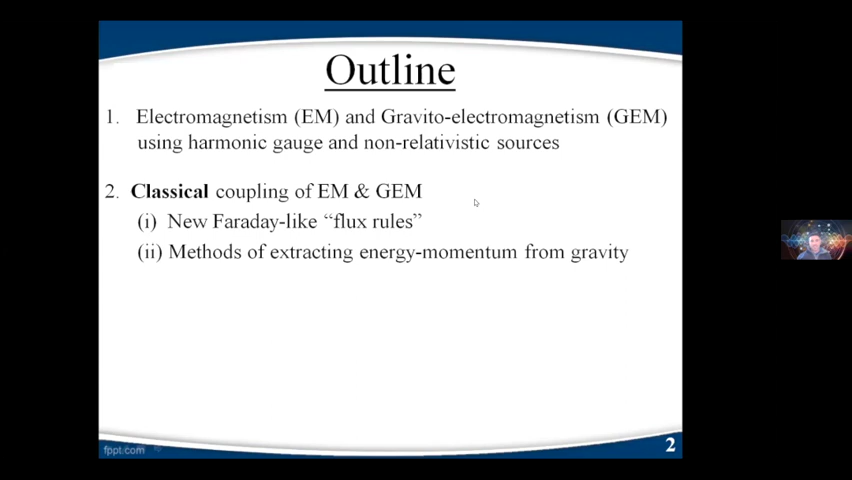 Outline
1. Electromagnetism (EM) and Gravito-electromagnetism (GEM)
using harmonic gauge and non-relativistic sources
2. Classical coupling of EM & GEM
(i) New Faraday-like “flux rules”
(ii) Methods of extracting energy-momentum from gravity
fppt.com
2